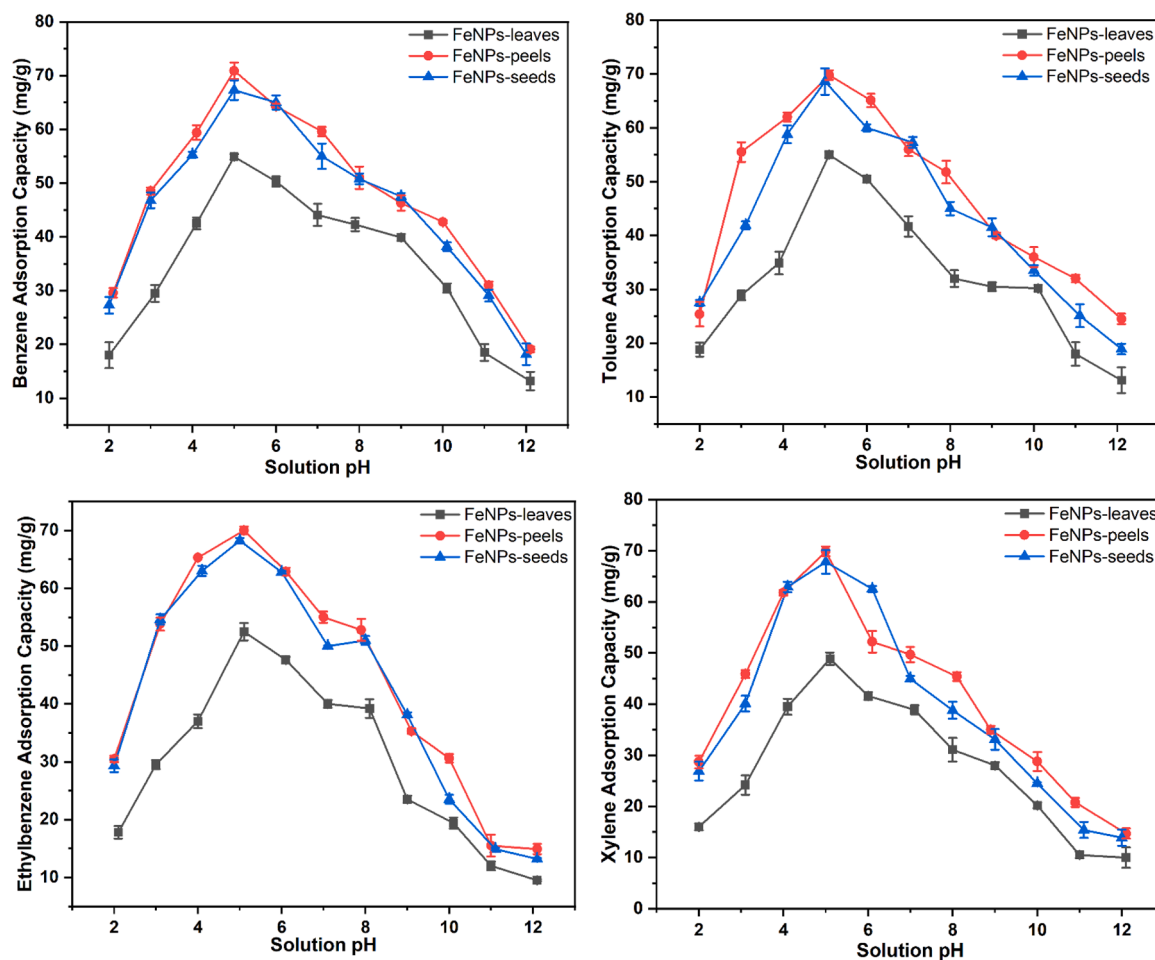 80
70
60
50
40
30
20
10
Benzene Adsorption Capacity (mg/g)
FeNPs-leaves
FeNPs-peels
FeNPs-seeds
2 4 6 8 10 12
Solution pH
80
70
60
50
40
30
20
10
Toluene Adsorption Capacity (mg/g)
FeNPs-leaves
FeNPs-peels
FeNPs-seeds
2 4 6 8 10 12
Solution pH
70
60
50
40
30
20
10
Ethylbenzene Adsorption Capacity (mg/g)
FeNPs-leaves
FeNPs-peels
FeNPs-seeds
2 4 6 8 10 12
Solution pH
80
70
60
50
40
30
20
10
0
Xylene Adsorption Capacity (mg/g)
FeNPs-leaves
FeNPs-peels
FeNPs-seeds
2 4 6 8 10 12
Solution pH